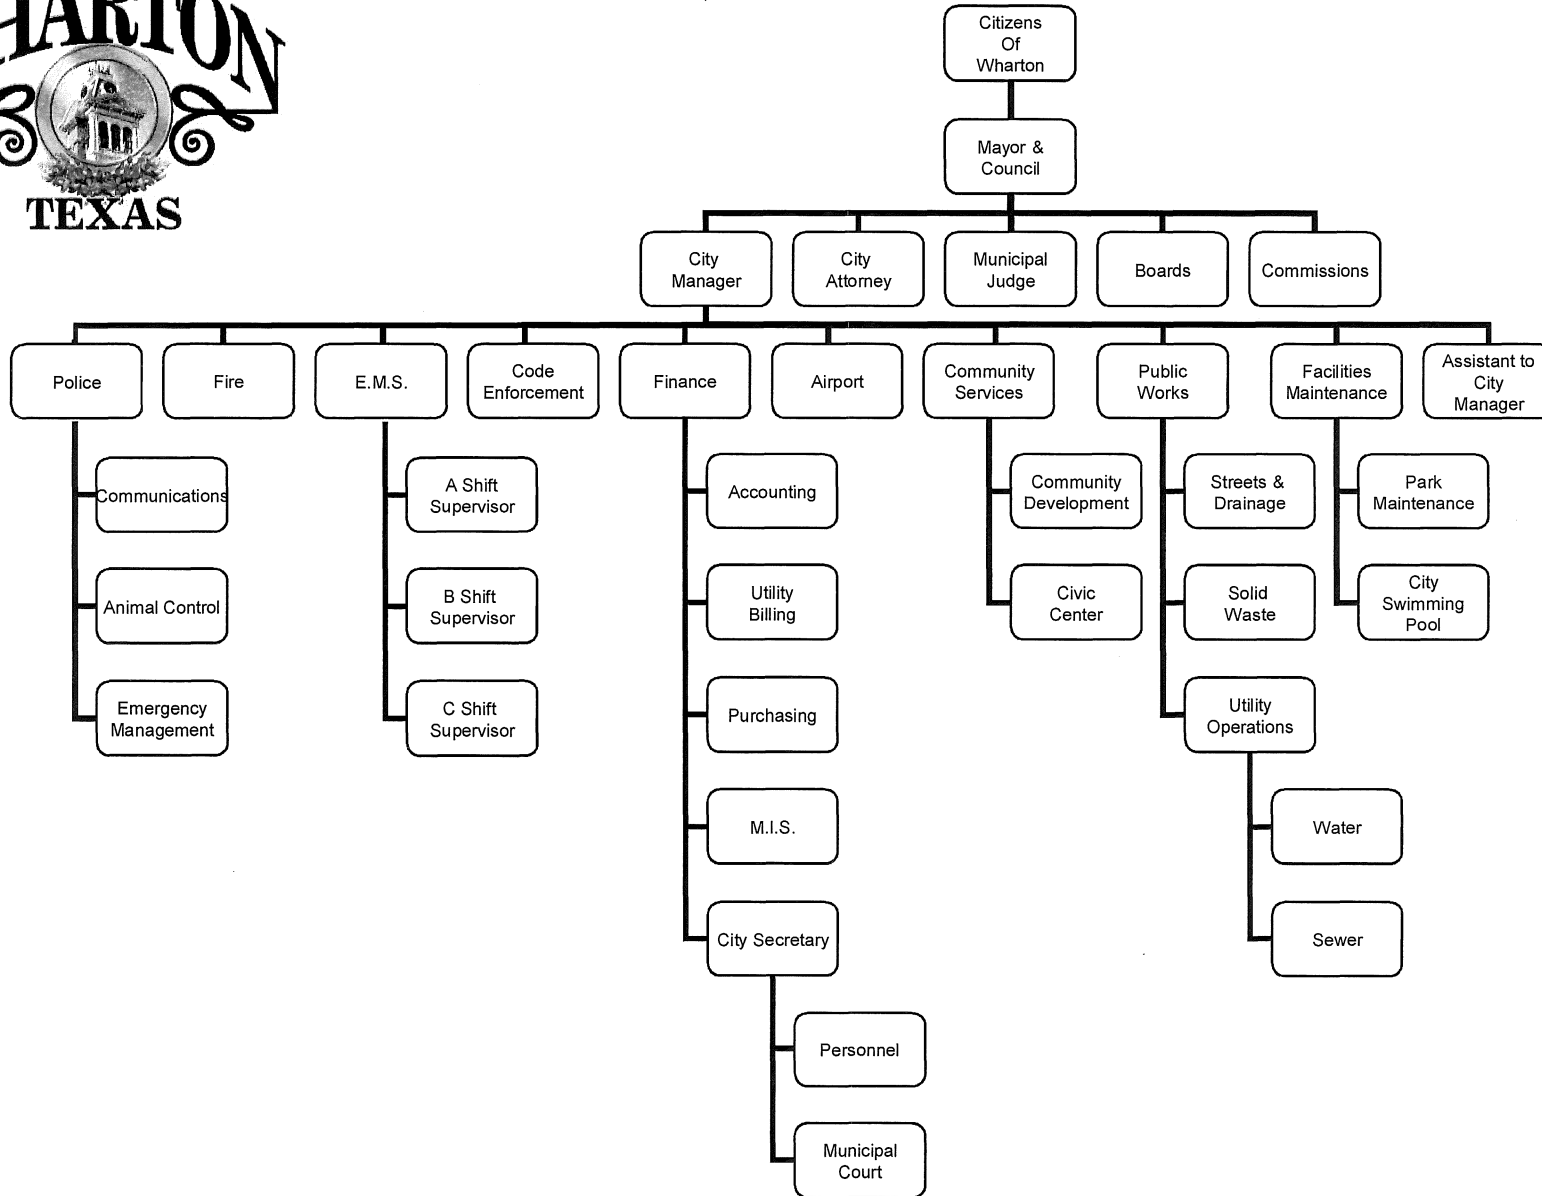 HARTON
TEXAS
Citizens
Of
Wharton
Mayor &
Council
City
Manager
City
Attorney
Municipal
Judge
Boards
Commissions
Police
Fire
E.M.S.
Code
Enforcement
Finance
Airport
Community
Services
Public
Works
Facilities
Maintenance
Assistant to
City
Manager
Communications
Animal Control
Emergency
Management
A Shift
Supervisor
B Shift
Supervisor
C Shift
Supervisor
Accounting
Utility
Billing
Purchasing
M.I.S.
City Secretary
Personnel
Municipal
Court
Community
Development
Civic
Center
Streets &
Drainage
Solid
Waste
Utility
Operations
Water
Sewer
Park
Maintenance
City
Swimming
Pool